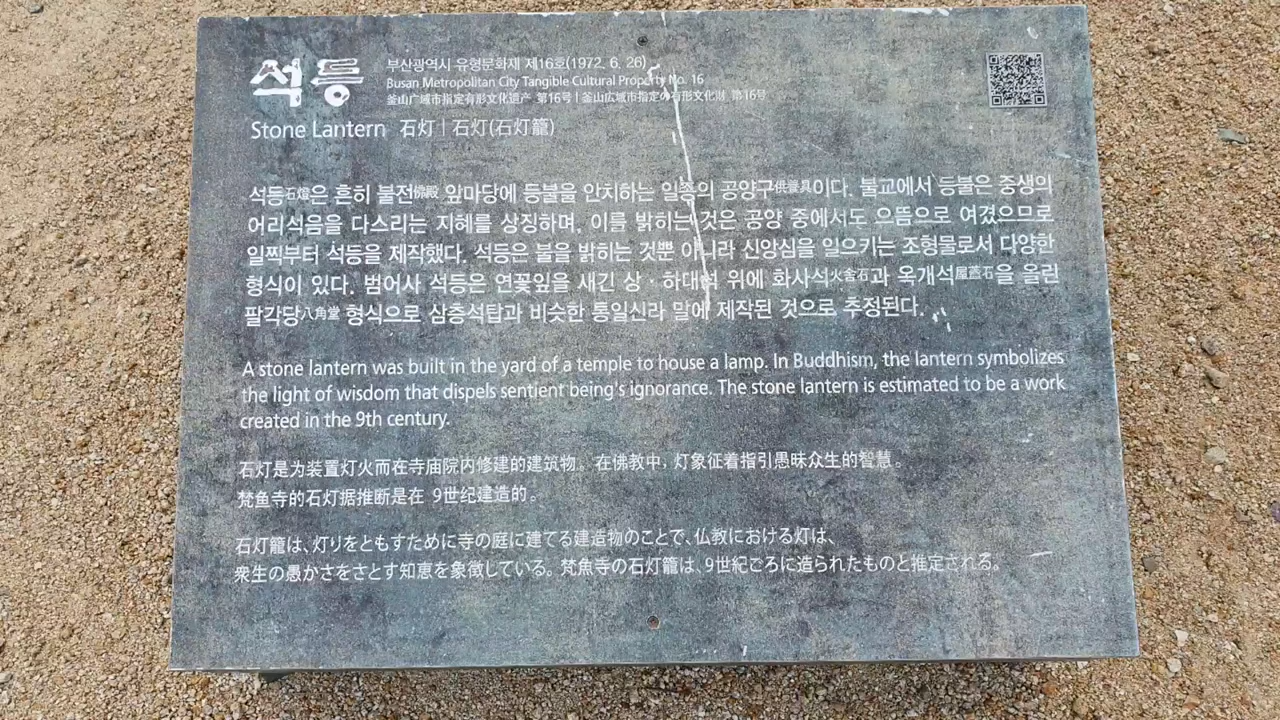 석등
부산광역시 유형문화재 제16호(1972. 6. 26)
Busan Metropolitan City Tangible Cultural Property No. 16
釜山广域市指定有形文化遗产 第16号 | 釜山広域市指定の有形文化財 第16号
Stone Lantern 石灯 | 石灯(石灯籠)
석등石燈은 흔히 불전佛殿 앞마당에 등불을 안치하는 일종의 공양구供養具이다. 불교에서 등불은 중생의
어리석음을 다스리는 지혜를 상징하며, 이를 밝히는 것은 공양 중에서도 으뜸으로 여겼으므로
일찍부터 석등을 제작했다. 석등은 불을 밝히는 것뿐 아니라 신앙심을 일으키는 조형물로서 다양한
형식이 있다. 범어사 석등은 연꽃잎을 새긴 상 · 하대석 위에 화사석火舍石과 옥개석屋蓋石을 올린
팔각당八角堂 형식으로 삼층석탑과 비슷한 통일신라 말에 제작된 것으로 추정된다.
A stone lantern was built in the yard of a temple to house a lamp. In Buddhism, the lantern symbolizes
the light of wisdom that dispels sentient being's ignorance. The stone lantern is estimated to be a work
created in the 9th century.
石灯是为装置灯火而在寺庙院内修建的建筑物。在佛教中，灯象征着指引愚昧众生的智慧。
梵鱼寺的石灯据推断是在 9世纪建造的。
石灯籠は、灯りをともすために寺の庭に建てる建造物のことで、仏教における灯は、
衆生の愚かさをさとす知恵を象徴している。梵魚寺の石灯籠は、9世紀ごろに造られたものと推定される。